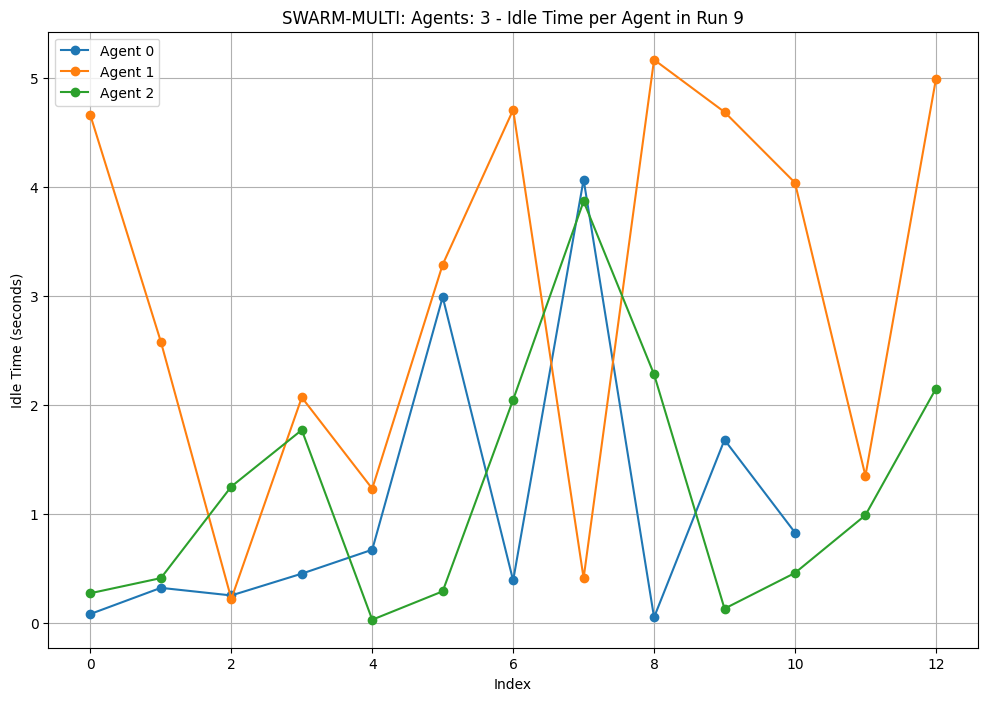 SWARM-MULTI: Agents: 3 - Idle Time per Agent in Run 9
Agent 0
Agent 1
Agent 2
Idle Time (seconds)
5
4
3
2
1
0
0 2 4 6 8 10 12
Index